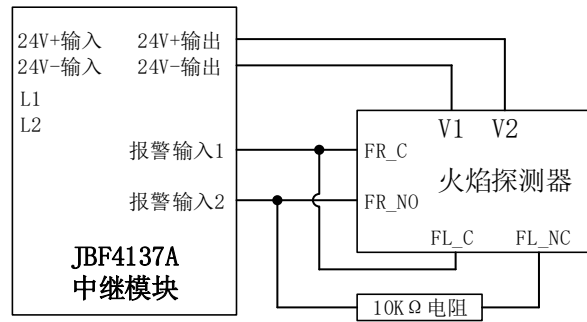 24V+输入 24V+输出
24V-输入 24V-输出
L1
L2
V1 V2
报警输入1
FR_C
火焰探测器
报警输入2
FR_NO
FL_C FL_NC
JBF4137A
中继模块
10KΩ电阻